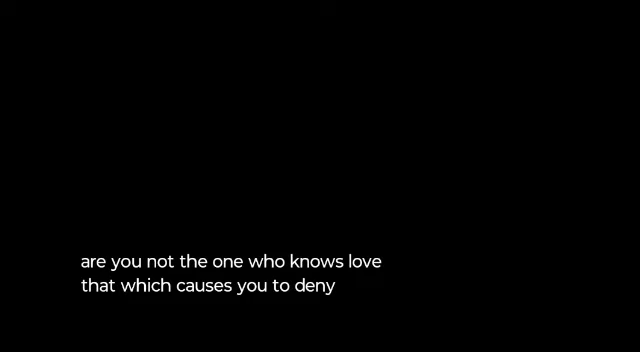 are you not the one who knows love
that which causes you to deny